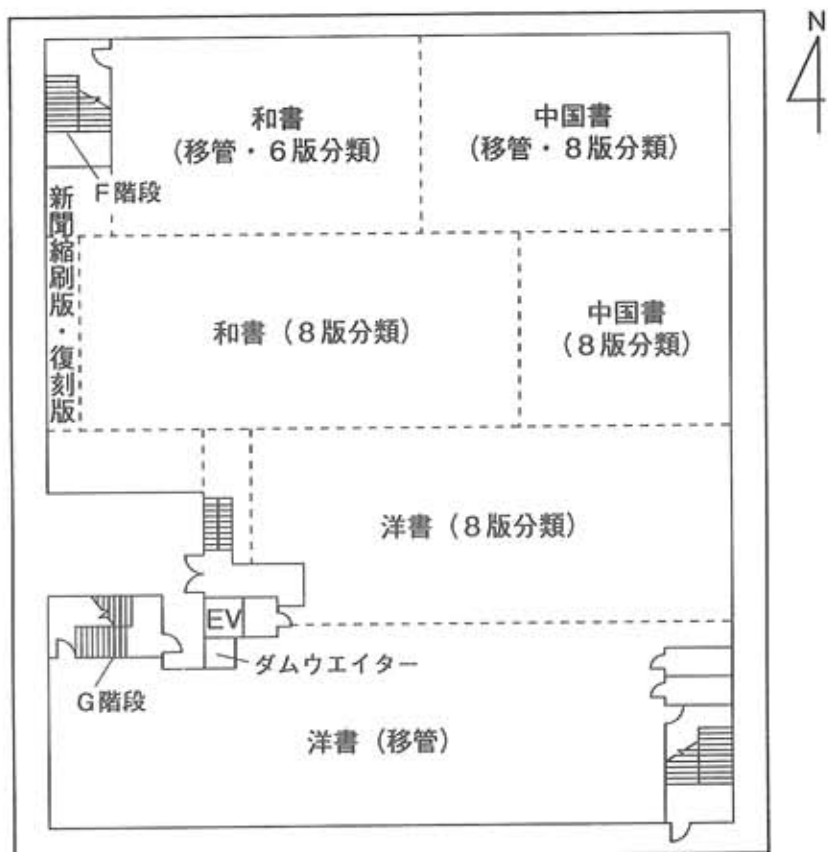 N
和書
(移管・6版分類)
中国書
(移管・8版分類)
F階段
新聞縮刷版・復刻版
和書(8版分類)
中国書
(8版分類)
洋書(8版分類)
EV
ダムウエイター
G階段
洋書(移管)